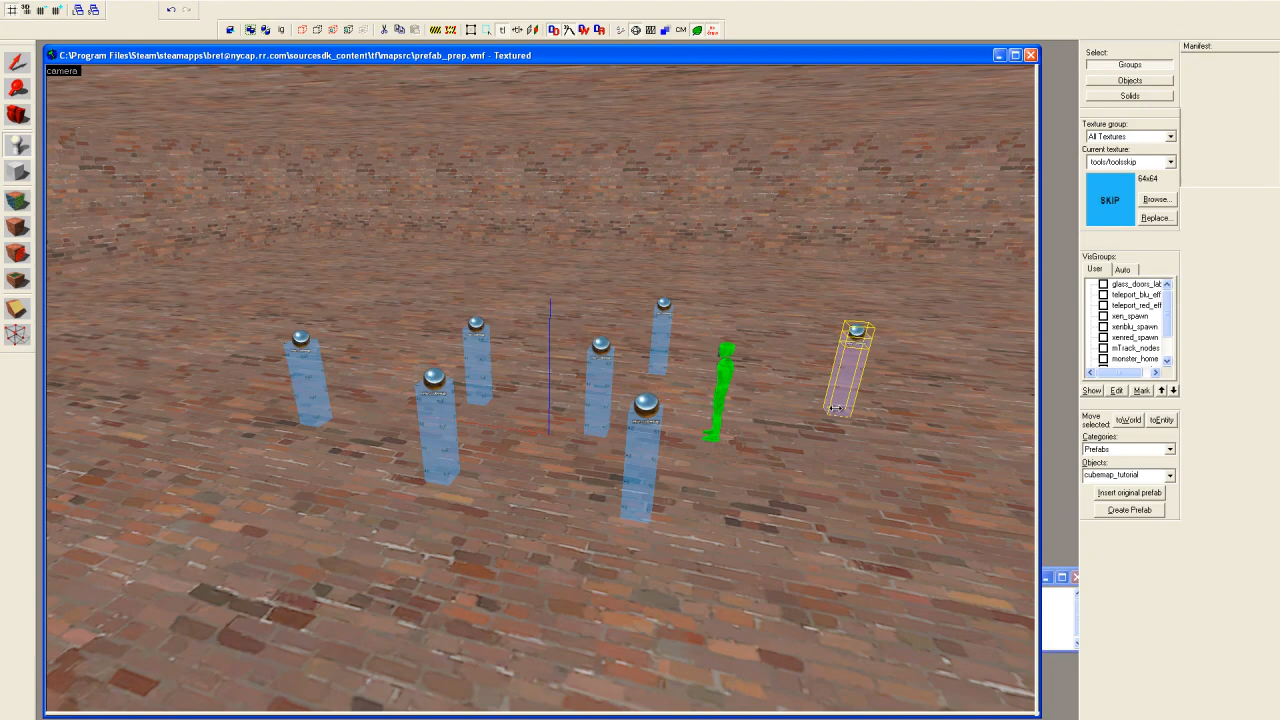 C:\Program Files\Steam\steamapps\bret@nycap.rr.com\sourcesdk_content\tf\mapsrc\prefab_prep.vmf - Textured
camera
Select:
Groups
Objects
Solids
Texture group:
All Textures
Current texture:
tools/toolsskip
64x64
SKIP
Browse...
Replace...
VisGroups:
User
Auto
glass_doors_lab
teleport_blu_eff
teleport_red_eff
xen_spawn
xenblu_spawn
xenred_spawn
mTrack_nodes
monster_home
Show
Edit
Mark
Move
selected:
toWorld
toEntity
Categories:
Prefabs
Objects:
cubemap_tutorial
Insert original prefab
Create Prefab
Manifest:
3D
CM
tl